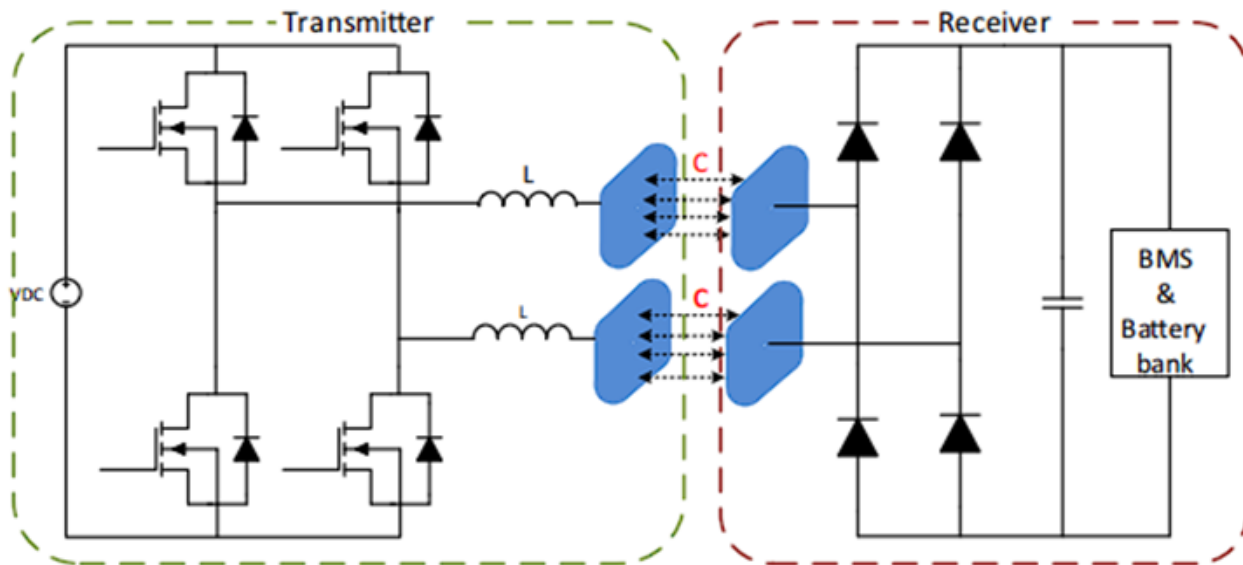 Transmitter
Receiver
L
C
VDC
+
-
L
C
BMS
&
Battery
bank